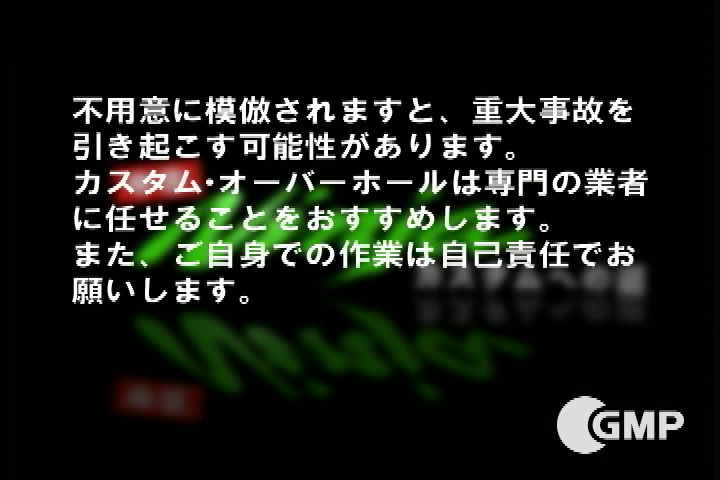 不用意に模倣されますと、重大事故を
引き起こす可能性があります。
カスタム・オーバーホールは専門の業者
に任せることをおすすめします。
また、ご自身での作業は自己責任でお
願いします。
Ninja
GMP